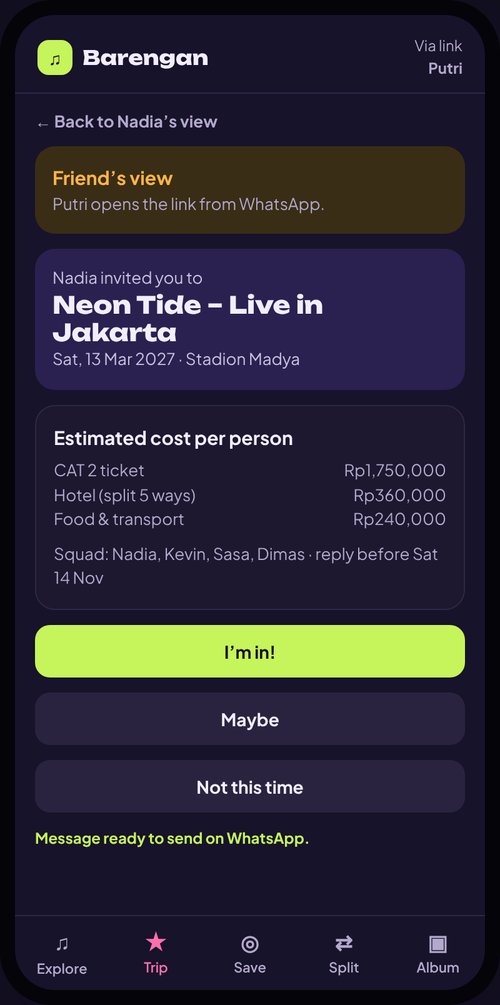 ♫ Barengan
Via link
Putri
← Back to Nadia’s view
Friend’s view
Putri opens the link from WhatsApp.
Nadia invited you to
Neon Tide – Live in
Jakarta
Sat, 13 Mar 2027 · Stadion Madya
Estimated cost per person
CAT 2 ticket Rp1,750,000
Hotel (split 5 ways) Rp360,000
Food & transport Rp240,000
Squad: Nadia, Kevin, Sasa, Dimas · reply before Sat
14 Nov
I’m in!
Maybe
Not this time
Message ready to send on WhatsApp.
Explore Trip Save Split Album